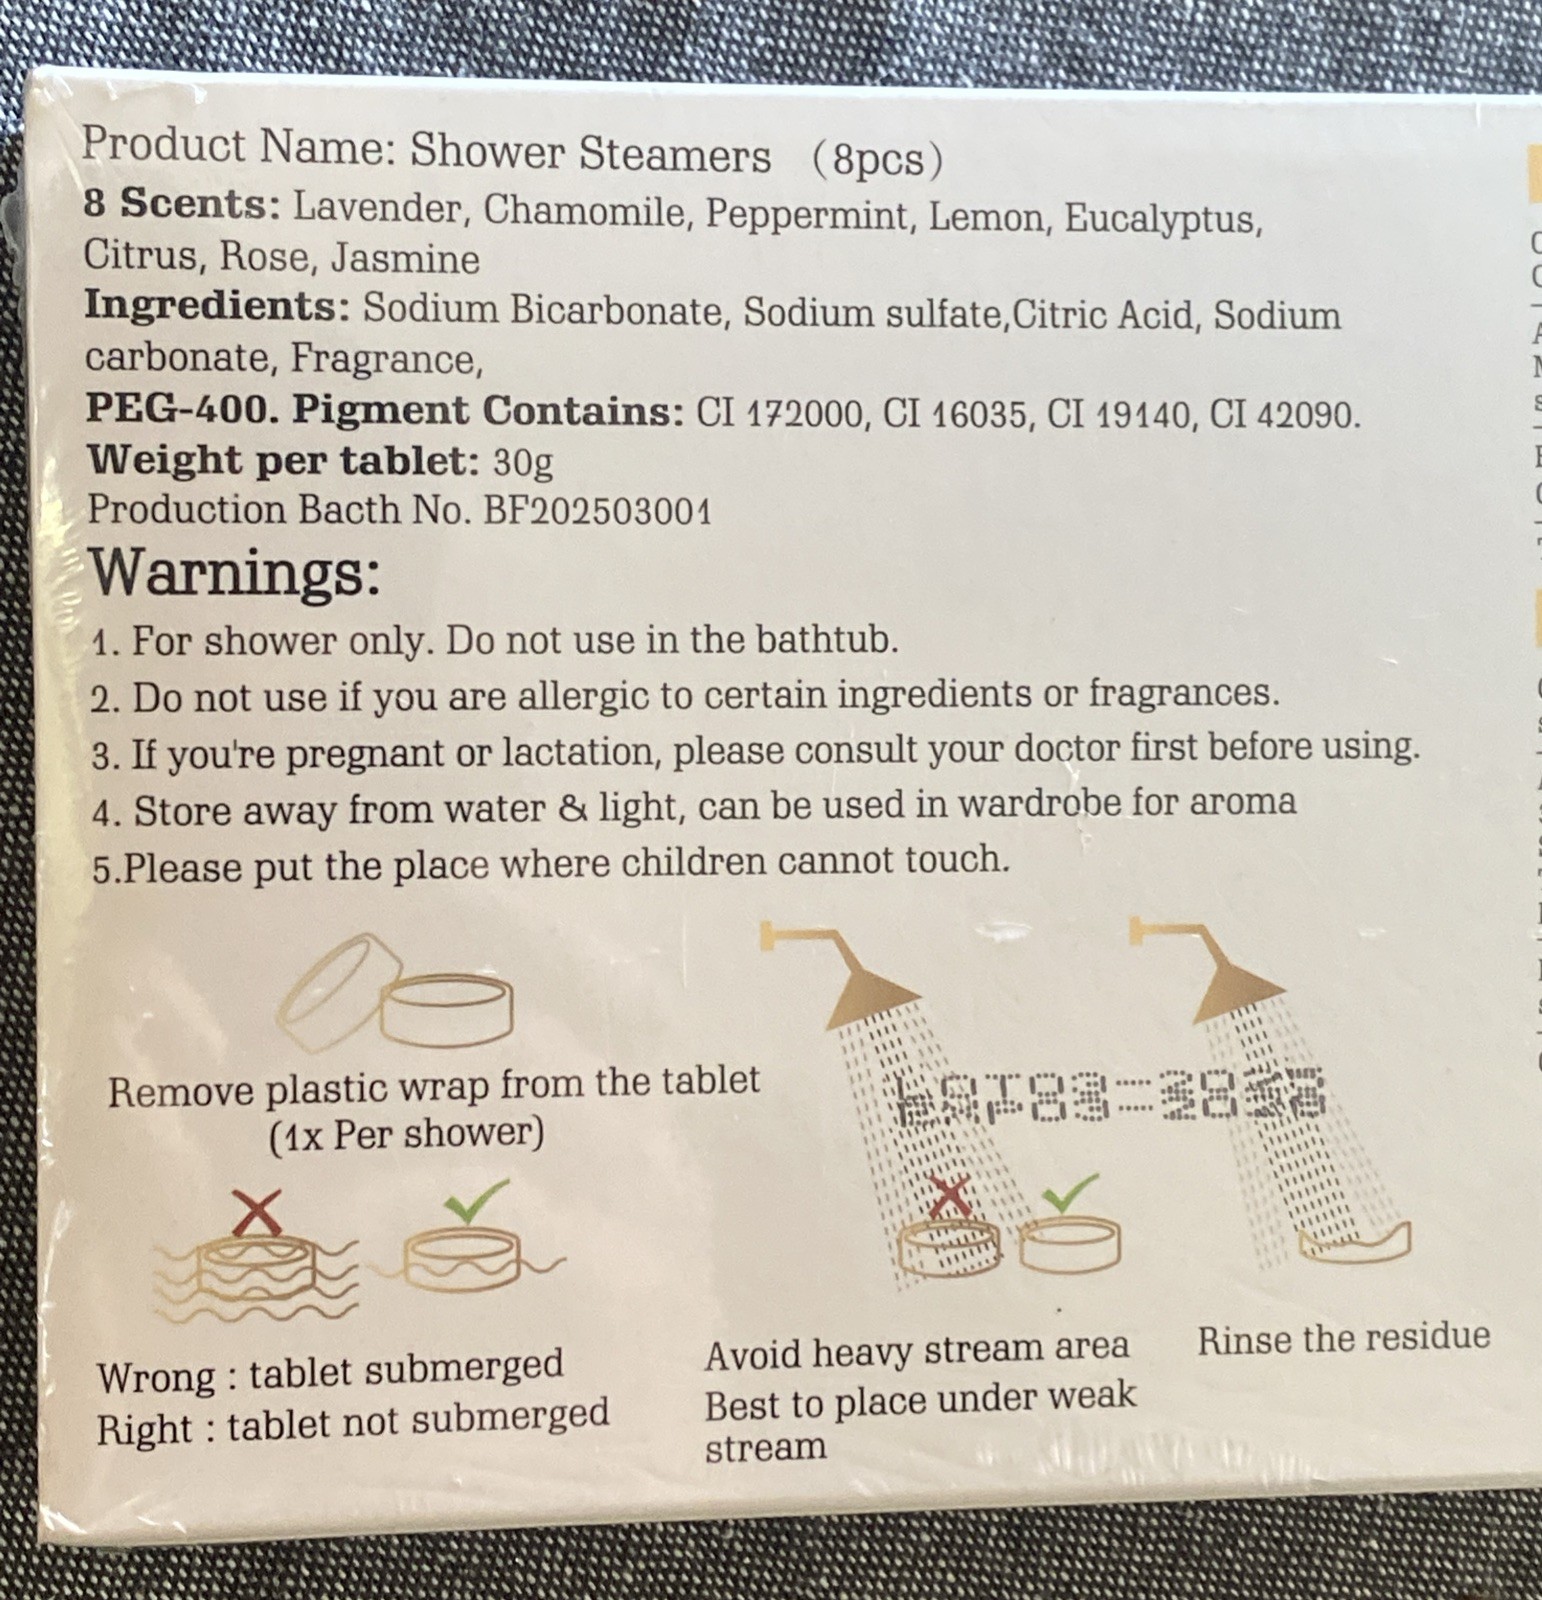 Product Name: Shower Steamers （8pcs）
8 Scents: Lavender, Chamomile, Peppermint, Lemon, Eucalyptus,
Citrus, Rose, Jasmine
Ingredients: Sodium Bicarbonate, Sodium sulfate,Citric Acid, Sodium
carbonate, Fragrance,
PEG-400. Pigment Contains: CI 172000, CI 16035, CI 19140, CI 42090.
Weight per tablet: 30g
Production Bacth No. BF202503001
Warnings:
1. For shower only. Do not use in the bathtub.
2. Do not use if you are allergic to certain ingredients or fragrances.
3. If you're pregnant or lactation, please consult your doctor first before using.
4. Store away from water & light, can be used in wardrobe for aroma
5.Please put the place where children cannot touch.
Remove plastic wrap from the tablet
(1x Per shower)
Wrong : tablet submerged
Right : tablet not submerged
Avoid heavy stream area
Best to place under weak
stream
Rinse the residue